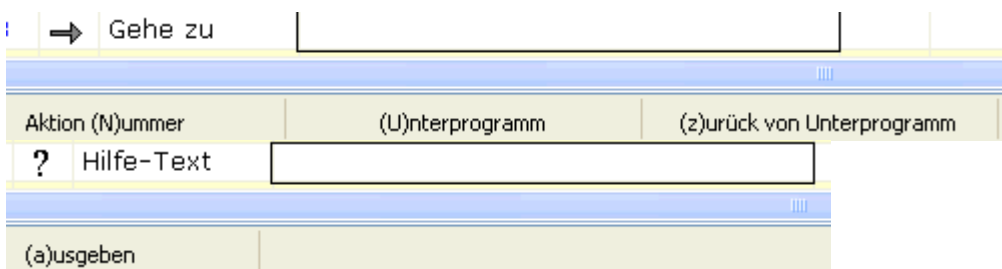 Gehe zu
Aktion (N)ummer (U)nterprogramm (z)urück von Unterprogramm
? Hilfe-Text
(a)usgeben